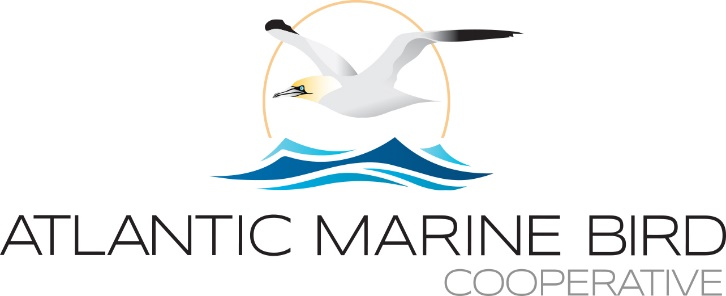 ATLANTIC MARINE BIRD
COOPERATIVE